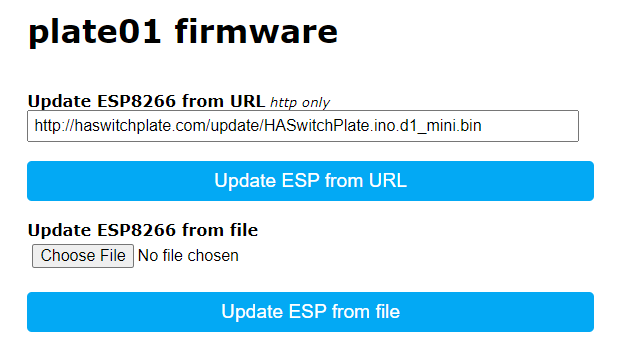 plate01 firmware
Update ESP8266 from URL http only
http://haswitchplate.com/update/HASwitchPlate.ino.d1_mini.bin
Update ESP from URL
Update ESP8266 from file
Choose File No file chosen
Update ESP from file